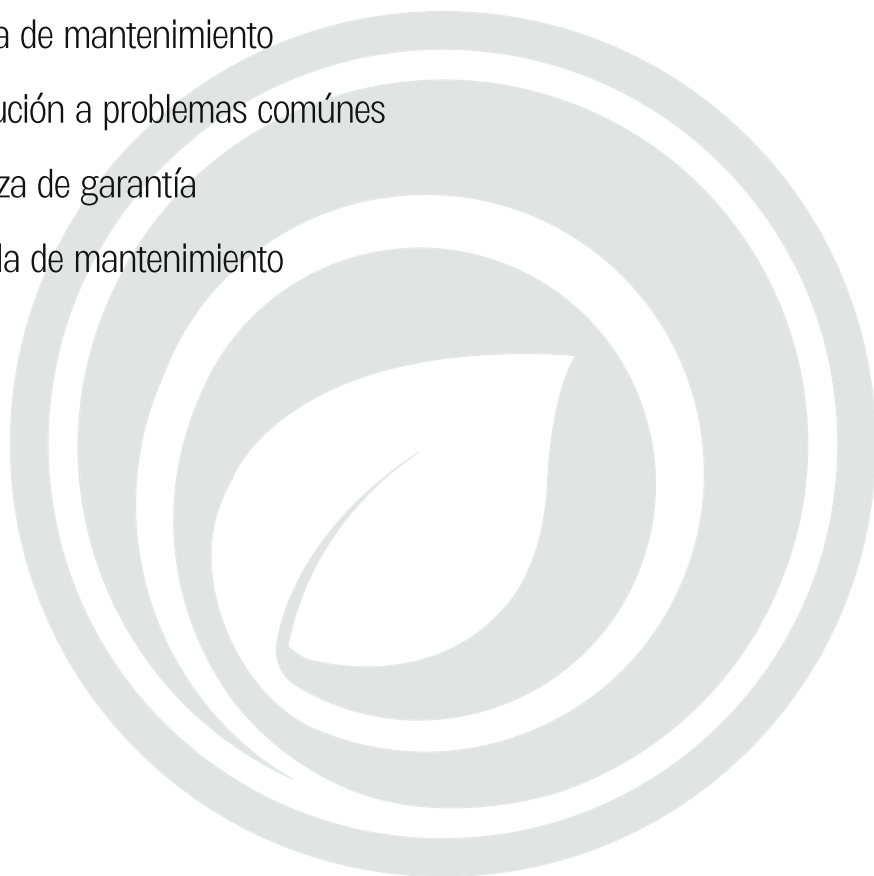 a de mantenimiento
ución a problemas comúnes
za de garantía
la de mantenimiento